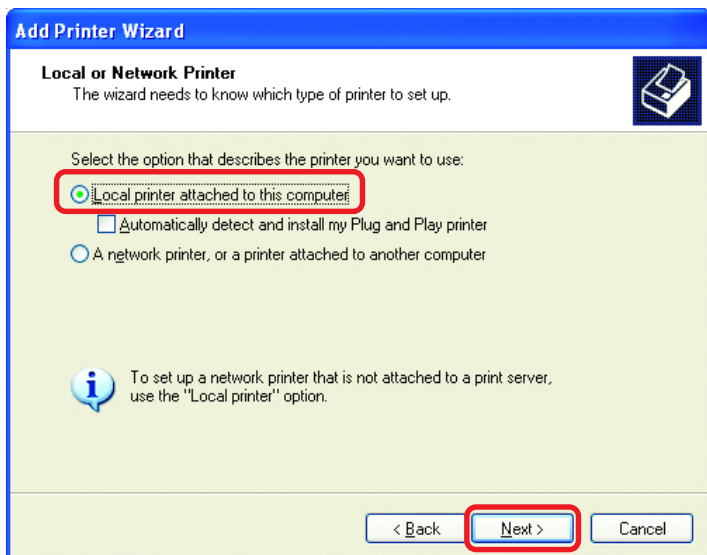 Add Printer Wizard
Local or Network Printer
The wizard needs to know which type of printer to set up.
Select the option that describes the printer you want to use:
Local printer attached to this computer
Automatically detect and install my Plug and Play printer
A network printer, or a printer attached to another computer
To set up a network printer that is not attached to a print server,
use the "Local printer" option.
< Back Next > Cancel